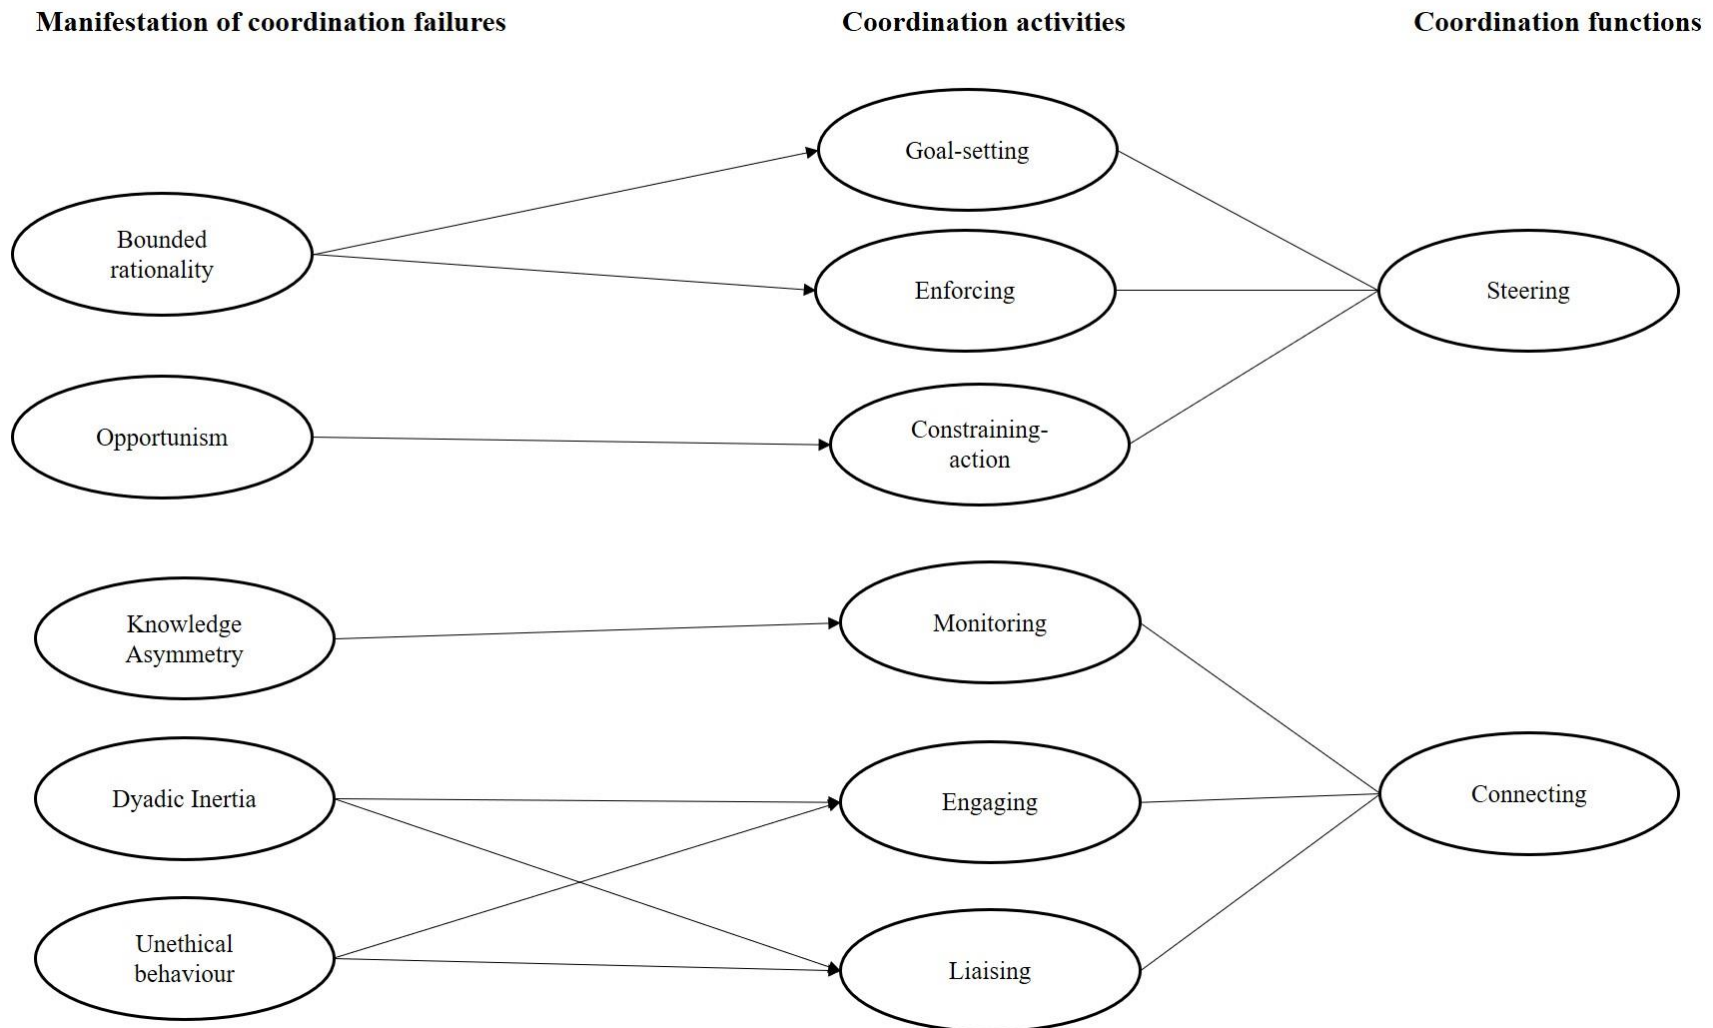 Manifestation of coordination failures
Coordination activities
Coordination functions
Goal-setting
Bounded
rationality
Enforcing
Steering
Opportunism
Constraining-
action
Knowledge
Asymmetry
Monitoring
Dyadic Inertia
Engaging
Connecting
Unethical
behaviour
Liaising